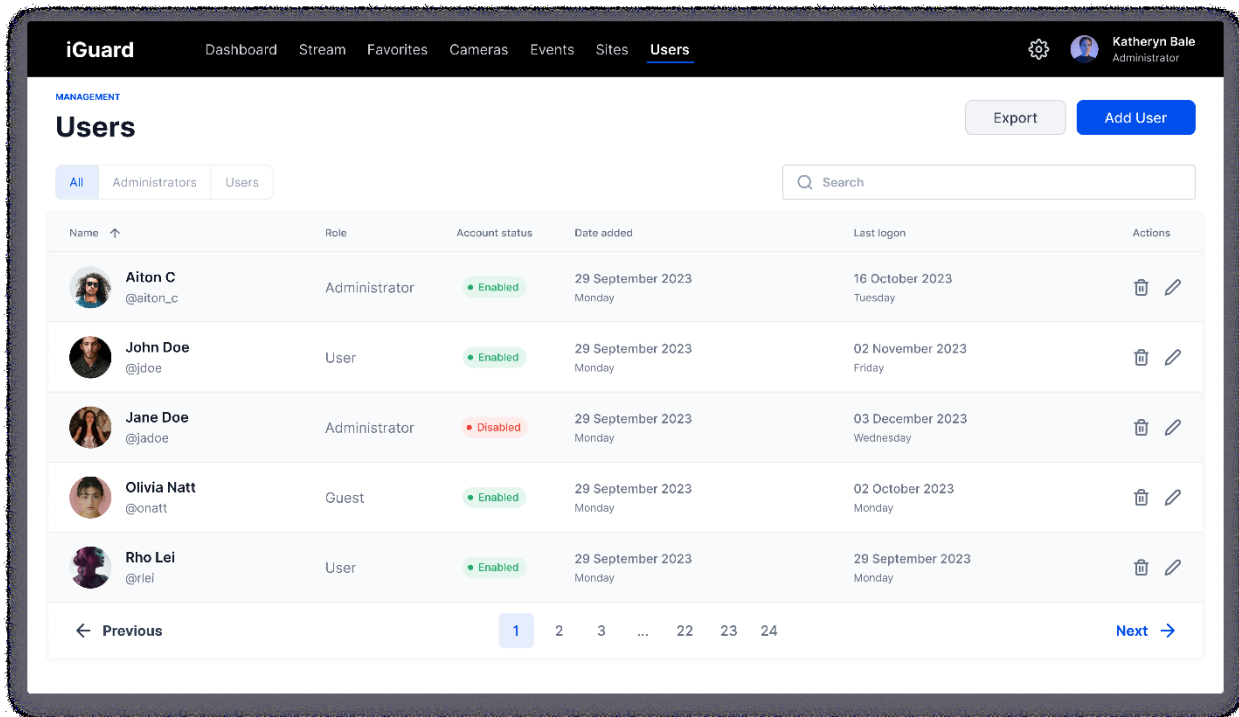 iGuard Dashboard Stream Favorites Cameras Events Sites Users Katheryn Bale
Administrator
MANAGEMENT
Users
Export Add User
All Administrators Users Search
Name Role Account status Date added Last logon Actions
Aiton C
@aiton_c
Administrator
Enabled
29 September 2023
Monday
16 October 2023
Tuesday
John Doe
@jdoe
User
Enabled
29 September 2023
Monday
02 November 2023
Friday
Jane Doe
@jadoe
Administrator
Disabled
29 September 2023
Monday
03 December 2023
Wednesday
Olivia Natt
@onatt
Guest
Enabled
29 September 2023
Monday
02 October 2023
Monday
Rho Lei
@rlei
User
Enabled
29 September 2023
Monday
29 September 2023
Monday
Previous 1 2 3 ... 22 23 24 Next